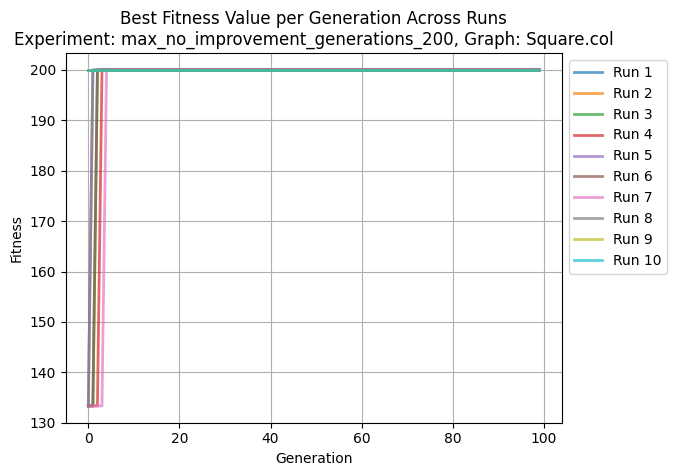 Best Fitness Value per Generation Across Runs
Experiment: max_no_improvement_generations_200, Graph: Square.col
Fitness
200
190
180
170
160
150
140
130
0
20
40
60
80
100
Generation
Run 1
Run 2
Run 3
Run 4
Run 5
Run 6
Run 7
Run 8
Run 9
Run 10